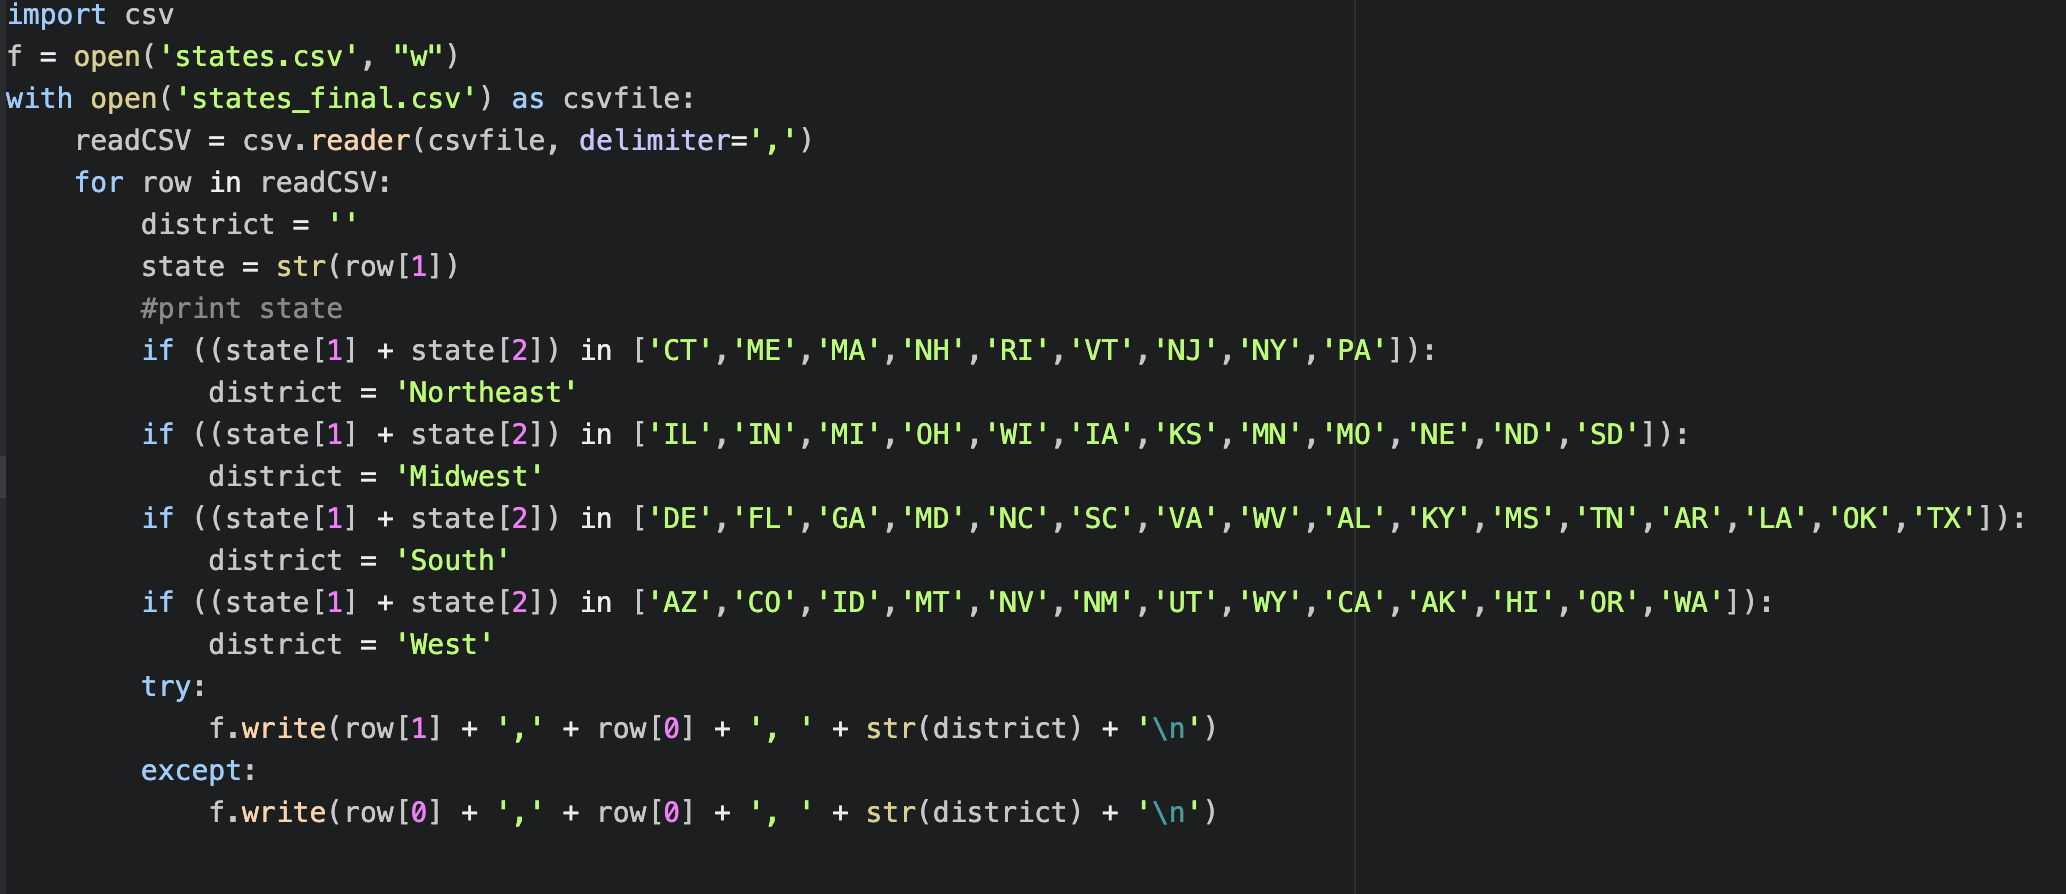 import csv
f = open('states.csv', "w")
with open('states_final.csv') as csvfile:
    readCSV = csv.reader(csvfile, delimiter=',')
    for row in readCSV:
        district = ''
        state = str(row[1])
        #print state
        if ((state[1] + state[2]) in ['CT','ME','MA','NH','RI','VT','NJ','NY','PA']):
            district = 'Northeast'
        if ((state[1] + state[2]) in ['IL','IN','MI','OH','WI','IA','KS','MN','MO','NE','ND','SD']):
            district = 'Midwest'
        if ((state[1] + state[2]) in ['DE','FL','GA','MD','NC','SC','VA','WV','AL','KY','MS','TN','AR','LA','OK','TX']):
            district = 'South'
        if ((state[1] + state[2]) in ['AZ','CO','ID','MT','NV','NM','UT','WY','CA','AK','HI','OR','WA']):
            district = 'West'
        try:
            f.write(row[1] + ',' + row[0] + ', ' + str(district) + '\n')
        except:
            f.write(row[0] + ',' + row[0] + ', ' + str(district) + '\n')